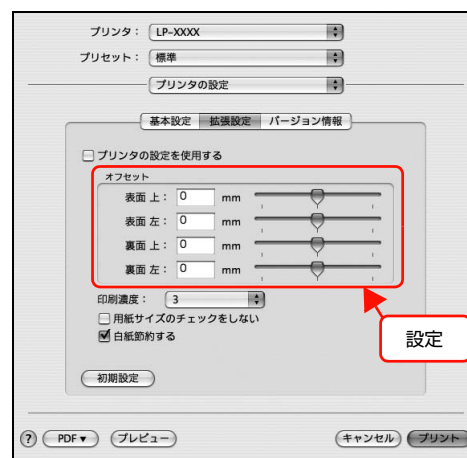 プリンタ： LP-XXXX
プリセット： 標準
プリンタの設定
基本設定 拡張設定 バージョン情報
プリンタの設定を使用する
オフセット
表面 上： 0 mm
表面 左： 0 mm
裏面 上： 0 mm
裏面 左： 0 mm
印刷濃度： 3
用紙サイズのチェックをしない
白紙節約する
設定
初期設定
? PDF▼ プレビュー キャンセル プリント